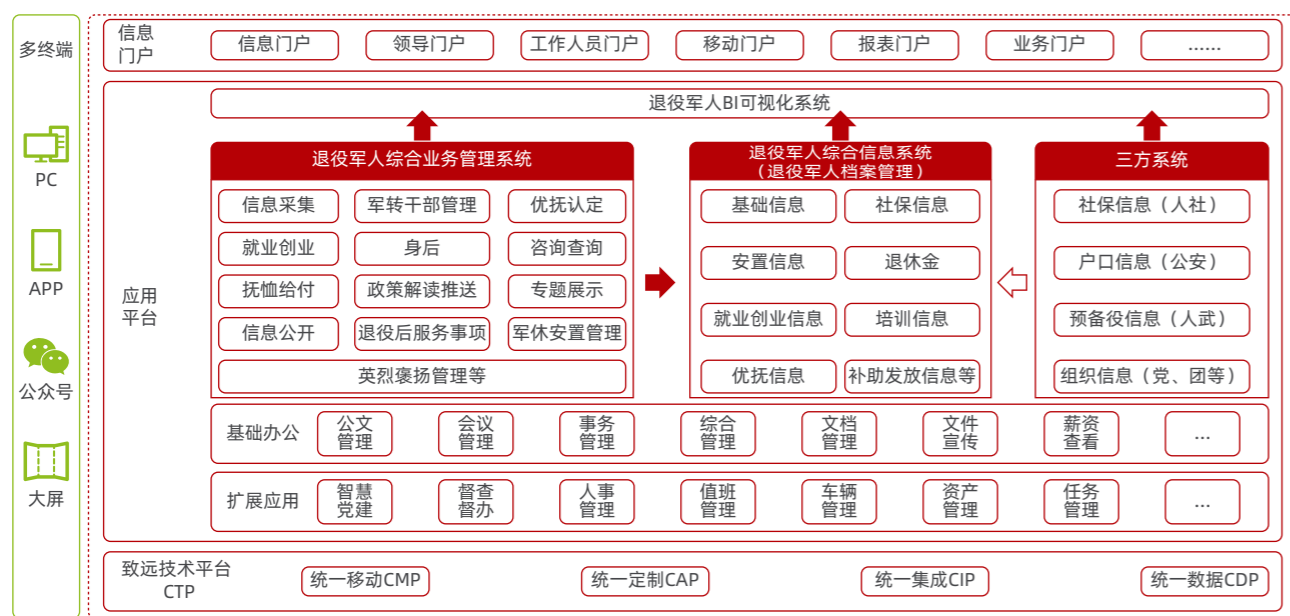 多终端
PC
APP
公众号
大屏
信息
门户
信息门户
领导门户
工作人员门户
移动门户
报表门户
业务门户
......
应用
平台
退役军人BI可视化系统
退役军人综合业务管理系统
信息采集
军转干部管理
优抚认定
就业创业
身后
咨询查询
抚恤给付
政策解读推送
专题展示
信息公开
退役后服务事项
军休安置管理
英烈褒扬管理等
退役军人综合信息系统
（退役军人档案管理）
基础信息
社保信息
安置信息
退休金
就业创业信息
培训信息
优抚信息
补助发放信息等
三方系统
社保信息（人社）
户口信息（公安）
预备役信息（人武）
组织信息（党、团等）
基础办公
公文
管理
会议
管理
事务
管理
综合
管理
文档
管理
文件
宣传
薪资
查看
...
扩展应用
智慧
党建
督查
督办
人事
管理
值班
管理
车辆
管理
资产
管理
任务
管理
...
致远技术平台
CTP
统一移动CMP
统一定制CAP
统一集成CIP
统一数据CDP